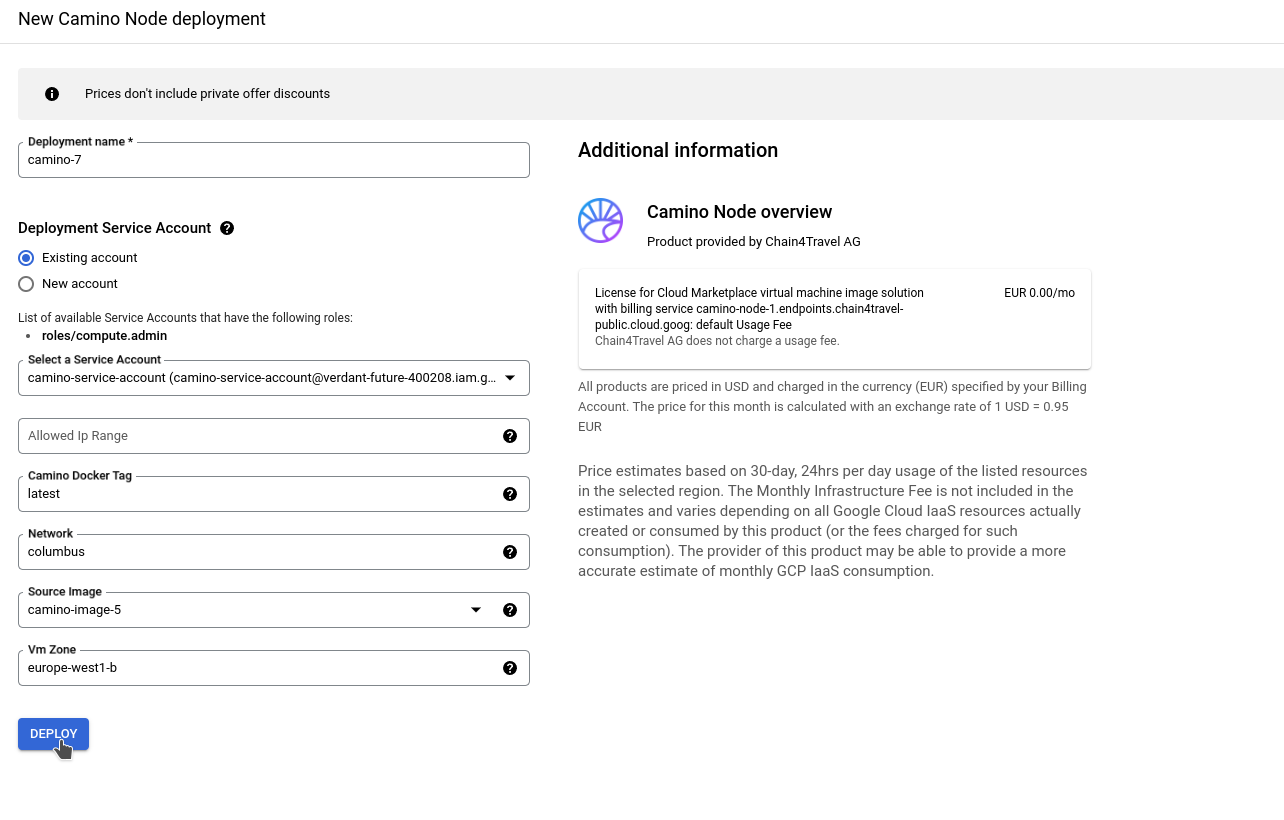 New Camino Node deployment
Prices don't include private offer discounts
Deployment name *
camino-7
Deployment Service Account
Existing account
New account
List of available Service Accounts that have the following roles:
• roles/compute.admin
Select a Service Account
camino-service-account (camino-service-account@verdant-future-400208.iam.g...
Allowed Ip Range
Camino Docker Tag
latest
Network
columbus
Source Image
camino-image-5
Vm Zone
europe-west1-b
DEPLOY
Additional information
Camino Node overview
Product provided by Chain4Travel AG
License for Cloud Marketplace virtual machine image solution
with billing service camino-node-1.endpoints.chain4travel-
public.cloud.goog: default Usage Fee
EUR 0.00/mo
Chain4Travel AG does not charge a usage fee.
All products are priced in USD and charged in the currency (EUR) specified by your Billing
Account. The price for this month is calculated with an exchange rate of 1 USD = 0.95
EUR
Price estimates based on 30-day, 24hrs per day usage of the listed resources
in the selected region. The Monthly Infrastructure Fee is not included in the
estimates and varies depending on all Google Cloud IaaS resources actually
created or consumed by this product (or the fees charged for such
consumption). The provider of this product may be able to provide a more
accurate estimate of monthly GCP IaaS consumption.